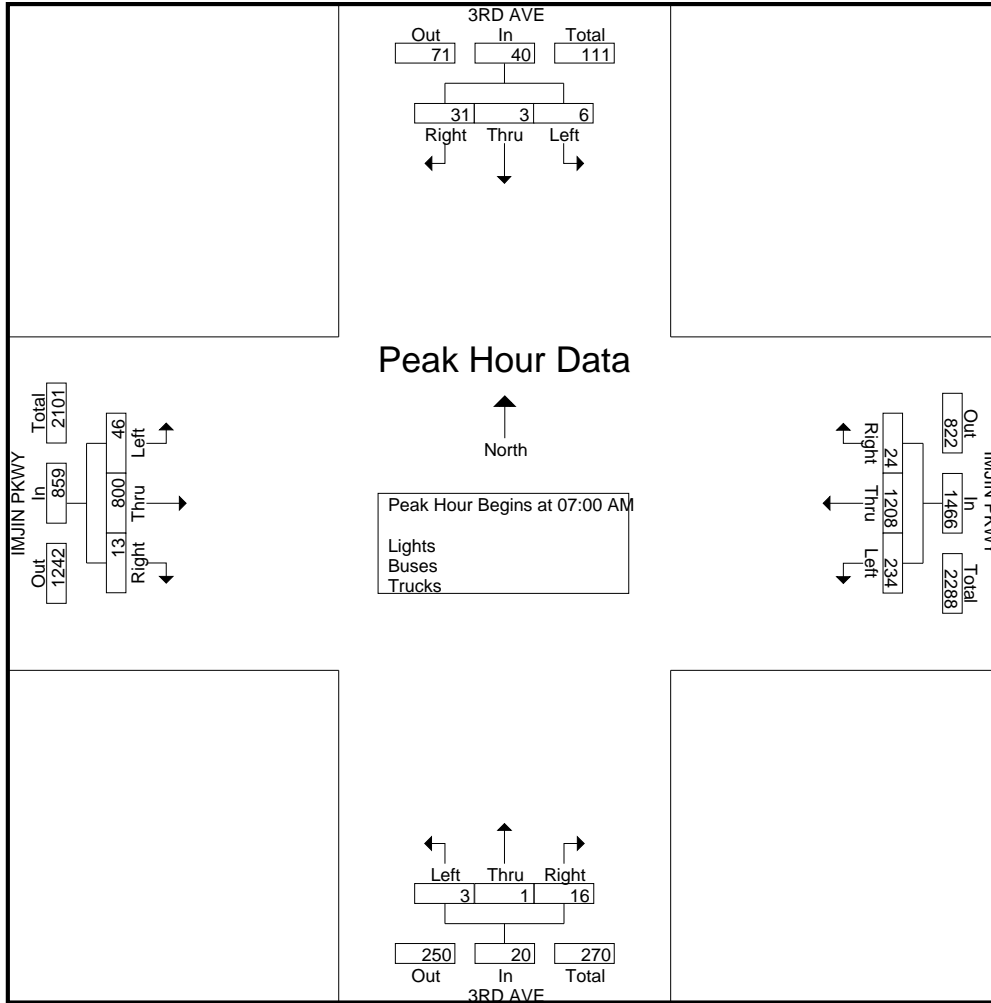 3RD AVE
Out In Total
71 40 111
31 3 6
Right Thru Left
Peak Hour Data
North
Peak Hour Begins at 07:00 AM
Lights
Buses
Trucks
IMJIN PKWY
Out In Total
1242 859 2101
13 800 46
Right Thru Left
IMJIN PKWY
Out In Total
822 1466 2288
24 1208 234
Right Thru Left
Left Thru Right
3 1 16
250 20 270
Out In Total
3RD AVE